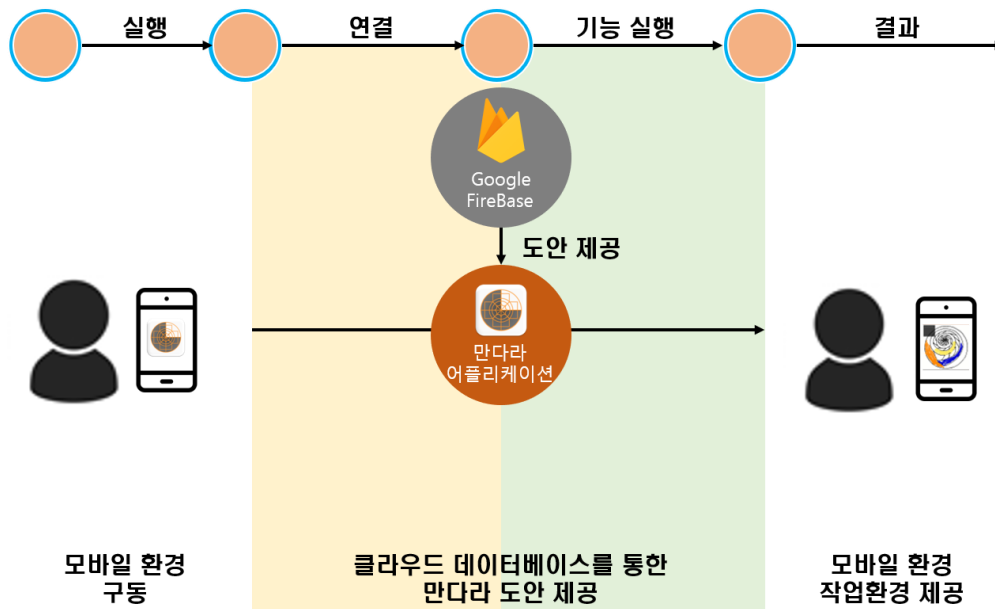 실행
연결
기능 실행
결과
Google
FireBase
도안 제공
만다라
어플리케이션
모바일 환경
구동
클라우드 데이터베이스를 통한
만다라 도안 제공
모바일 환경
작업환경 제공